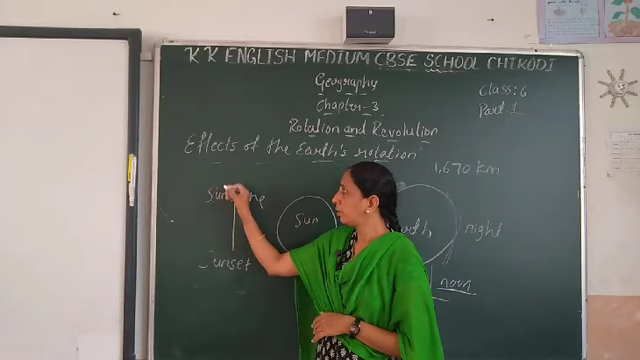 K K ENGLISH MEDIUM CBSE SCHOOL CHIKODI
Geography
Class: 6
Chapter - 3
Part 1
Rotation and Revolution
Effects of the Earth's rotation
1,670 km
Sun
night
Sunset
noon